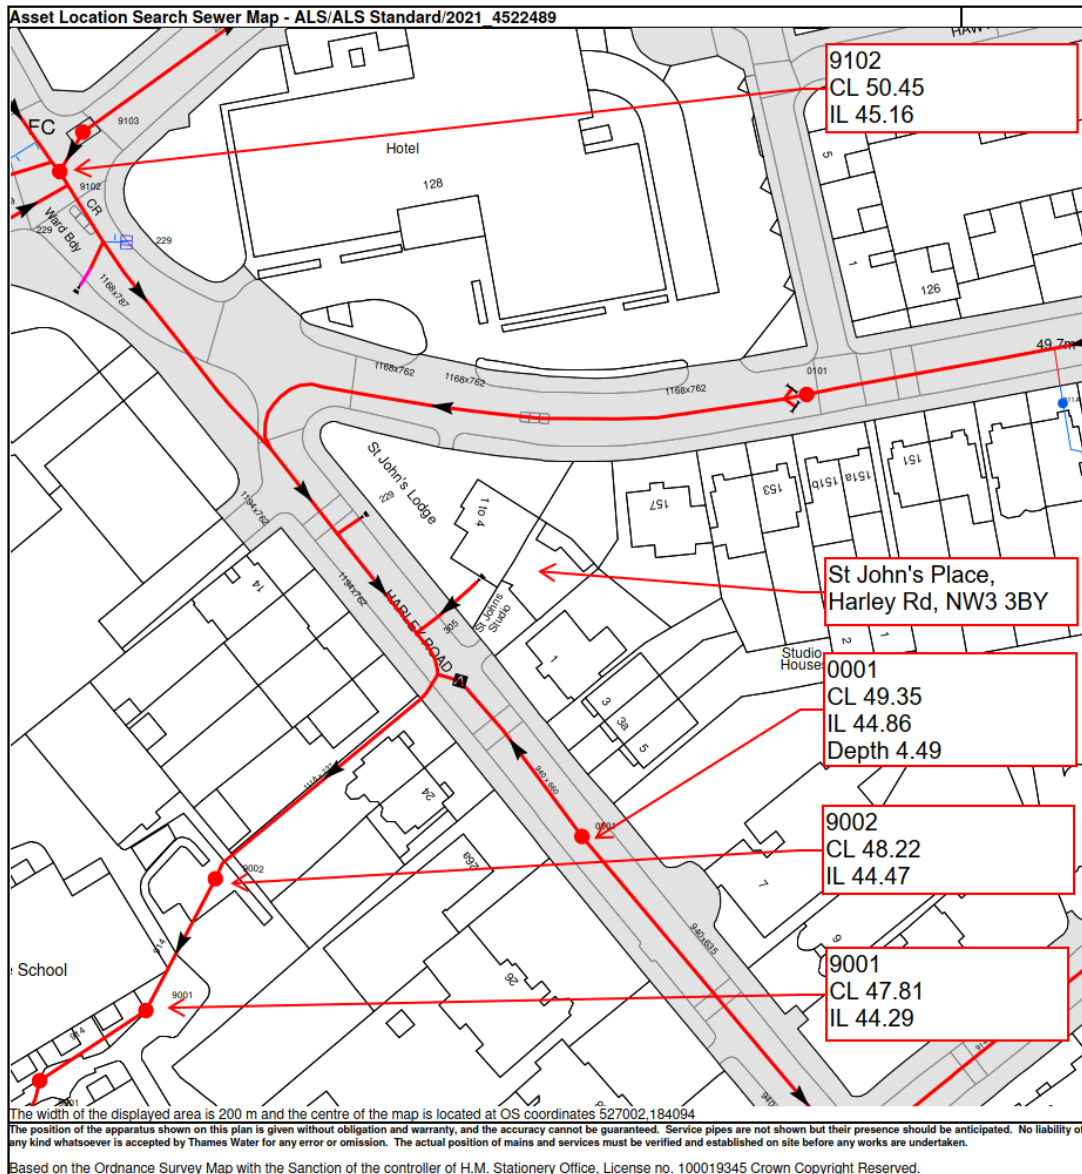 Asset Location Search Sewer Map - ALS/ALS Standard/2021_4522489
9102
CL 50.45
IL 45.16
FC
9103
Hotel
128
5
9102
CR
Ward Bdy
229
229
1168x787
1
126
49.7m
0101
1168x762
1168x762
1168x762
St John's Lodge
229
1 to 4
157
153
151b
151a
151
1194x762
1194x762
14
HARLEY ROAD
305
St Johns
Studio
St John's Place,
Harley Rd, NW3 3BY
1
2
1
Studio
Houses
3
3a
5
0001
CL 49.35
IL 44.86
Depth 4.49
24
940 x 660
0001
26a
7
9002
CL 48.22
IL 44.47
9002
914
940x635
9
School
9001
26
9001
CL 47.81
IL 44.29
914
9001
The width of the displayed area is 200 m and the centre of the map is located at OS coordinates 527002,184094
The position of the apparatus shown on this plan is given without obligation and warranty, and the accuracy cannot be guaranteed. Service pipes are not shown but their presence should be anticipated. No liability of
any kind whatsoever is accepted by Thames Water for any error or omission. The actual position of mains and services must be verified and established on site before any works are undertaken.
Based on the Ordnance Survey Map with the Sanction of the controller of H.M. Stationery Office, License no. 100019345 Crown Copyright Reserved.